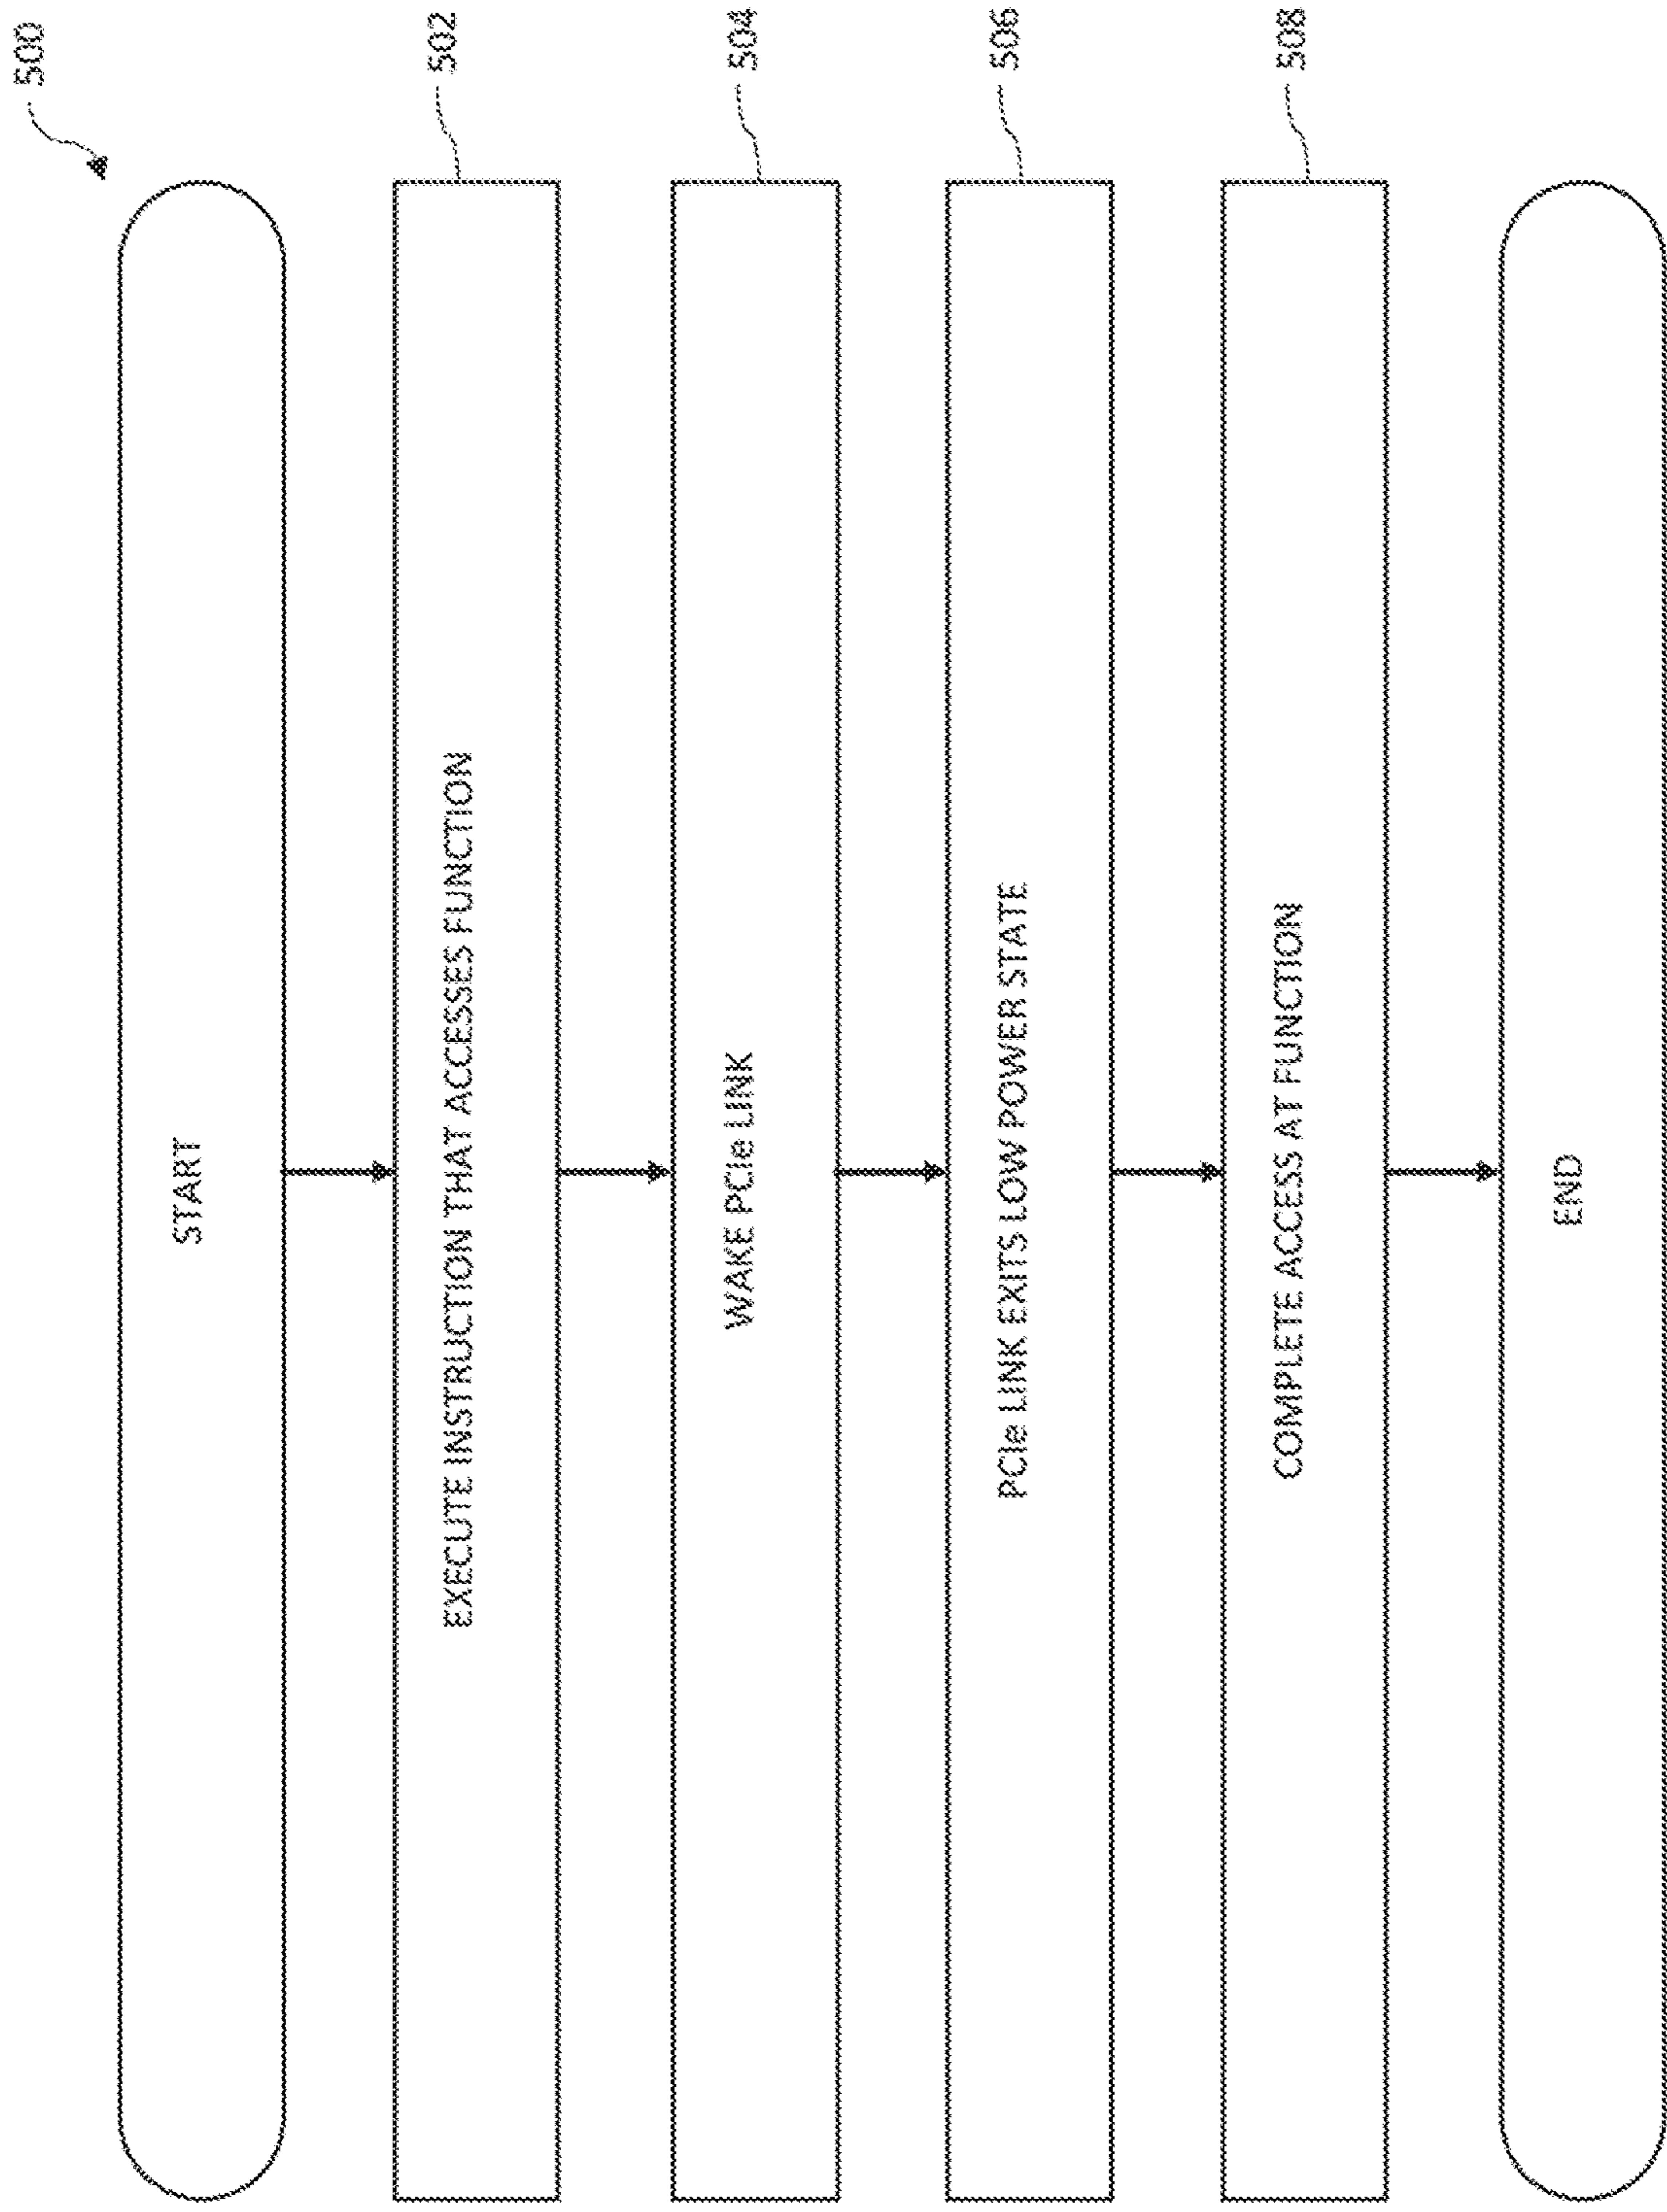 500
START
EXECUTE INSTRUCTION THAT ACCESSES FUNCTION
502
WAKE PCIe LINK
504
PCIe LINK EXITS LOW POWER STATE
506
COMPLETE ACCESS AT FUNCTION
508
END